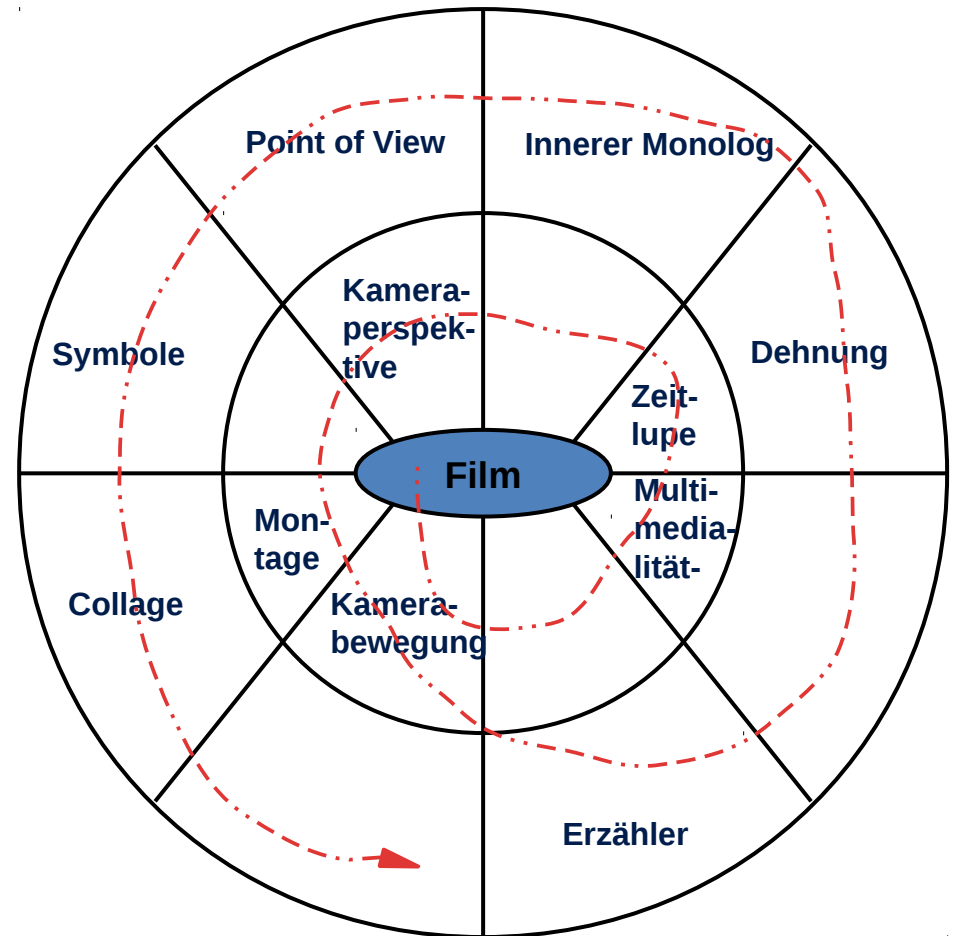 Point of View
Innerer Monolog
Kamera-
perspek-
tive
Symbole
Dehnung
Zeit-
lupe
Film
Multi-
media-
lität-
Mon-
tage
Collage
Kamera-
bewegung
Erzähler